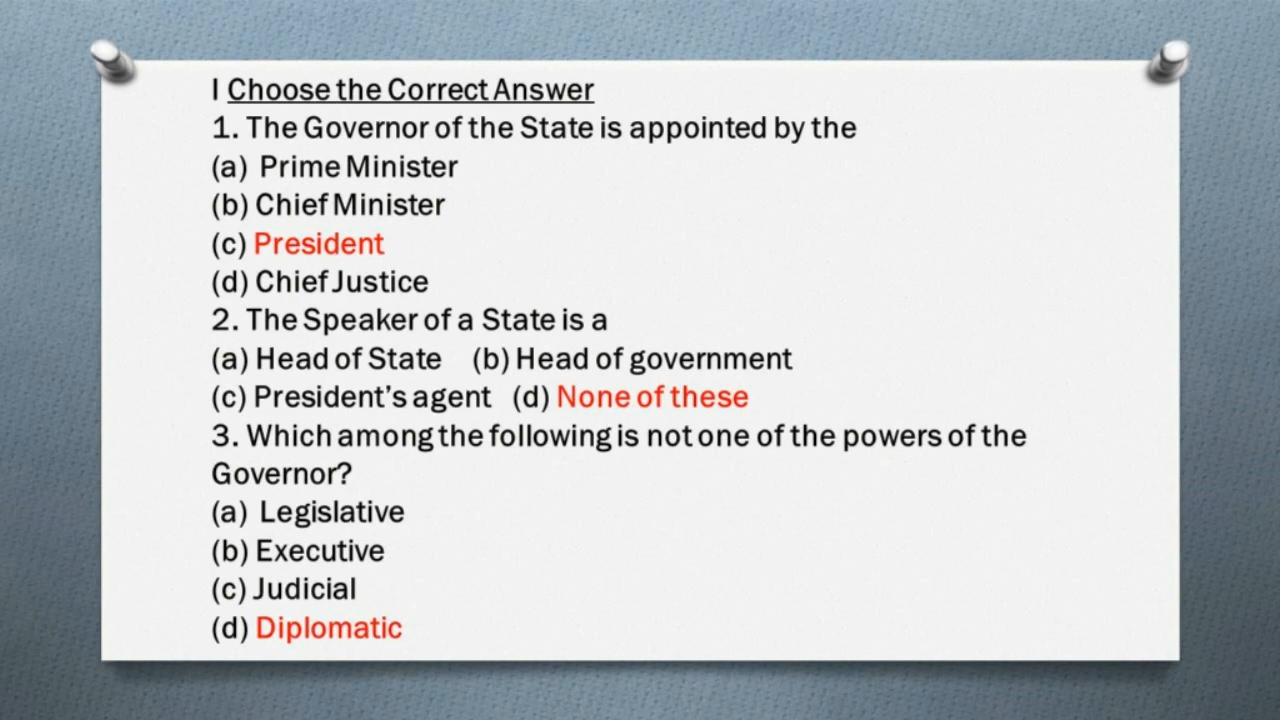 I Choose the Correct Answer
1. The Governor of the State is appointed by the
(a) Prime Minister
(b) Chief Minister
(c) President
(d) Chief Justice
2. The Speaker of a State is a
(a) Head of State (b) Head of government
(c) President’s agent (d) None of these
3. Which among the following is not one of the powers of the
Governor?
(a) Legislative
(b) Executive
(c) Judicial
(d) Diplomatic